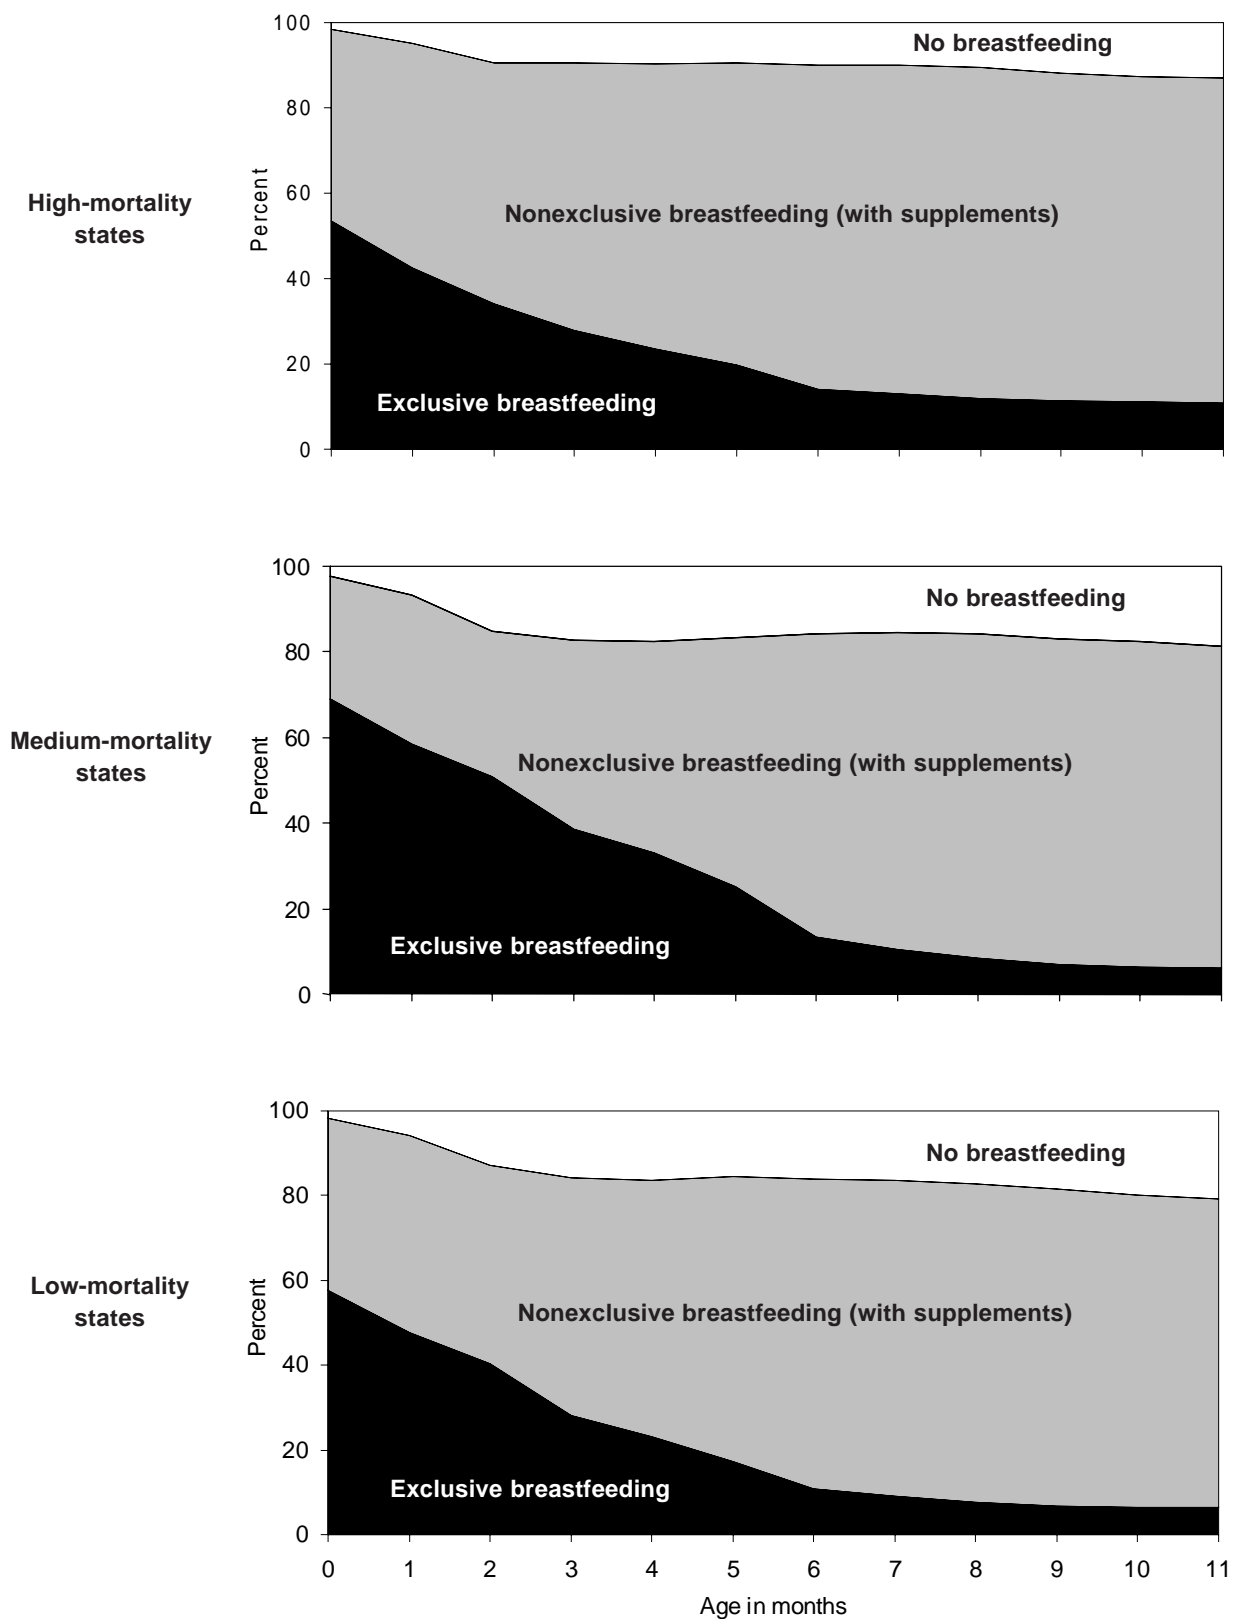 100
No breastfeeding
80
Percent
60
High-mortality
states
Nonexclusive breastfeeding (with supplements)
40
20
Exclusive breastfeeding
0
100
No breastfeeding
80
Medium-mortality
states
Percent
60
Nonexclusive breastfeeding (with supplements)
40
20
Exclusive breastfeeding
0
100
No breastfeeding
80
Low-mortality
states
Percent
60
Nonexclusive breastfeeding (with supplements)
40
20
Exclusive breastfeeding
0
0 1 2 3 4 5 6 7 8 9 10 11
Age in months